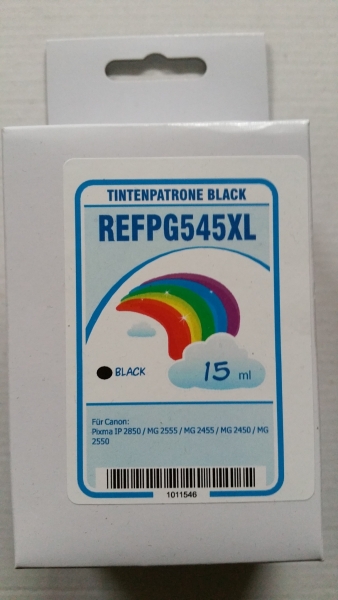 TINTENPATRONE BLACK
REFPG545XL
BLACK
15 ml
Für Canon:
Pixma IP 2850 / MG 2555 / MG 2455 / MG 2450 / MG
2550
1011546